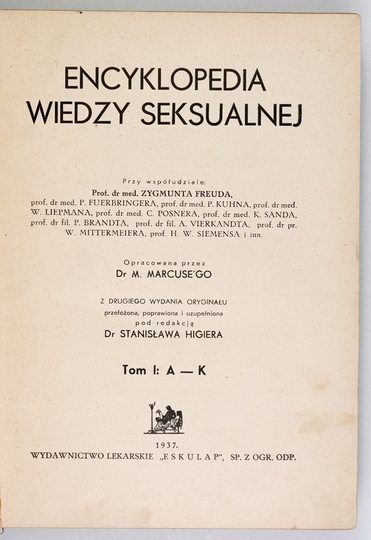 ENCYKLOPEDIA
WIEDZY SEKSUALNEJ
Przy współudziale:
Prof. dr med. ZYGMUNTA FREUDA,
prof. dr med. P. FUERBRINGERA, prof. dr med. P. KUHNA, prof. dr med.
W. LIEPMANA, prof. dr med. C. POSNERA, prof. dr med. K. SANDA,
prof. dr fil. P. BRANDTA, prof. dr fil. A. VIERKANDTA, prof. dr pr.
W. MITTERMEIERA, prof. H. W. SIEMENSA i inn.
Opracowana przez
Dr M. MARCUSE'GO
Z DRUGIEGO WYDANIA ORYGINAŁU
przełożona, poprawiona i uzupełniona
pod redakcją
Dr STANISŁAWA HIGIERA
Tom I: A — K
1937.
WYDAWNICTWO LEKARSKIE „ESKULAP", SP. Z OGR. ODP.